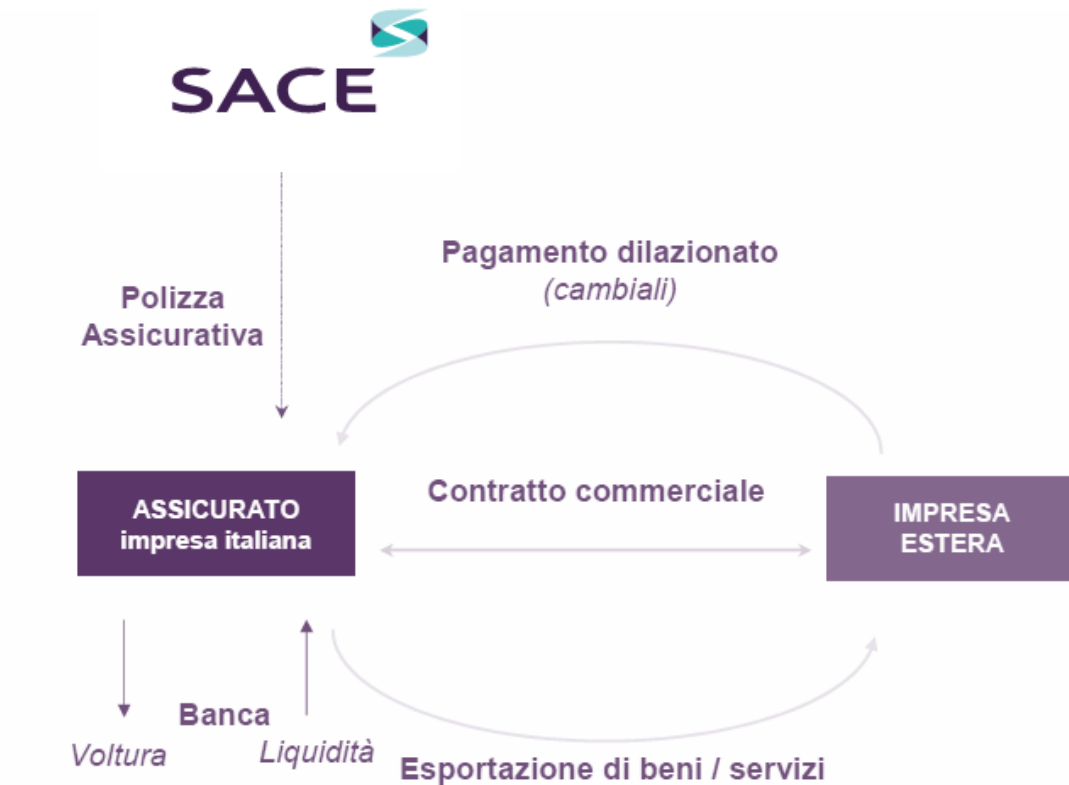 SACE
Pagamento dilazionato
(cambiali)
Polizza
Assicurativa
ASSICURATO
impresa italiana
Contratto commerciale
IMPRESA
ESTERA
Banca
Voltura
Liquidità
Esportazione di beni / servizi